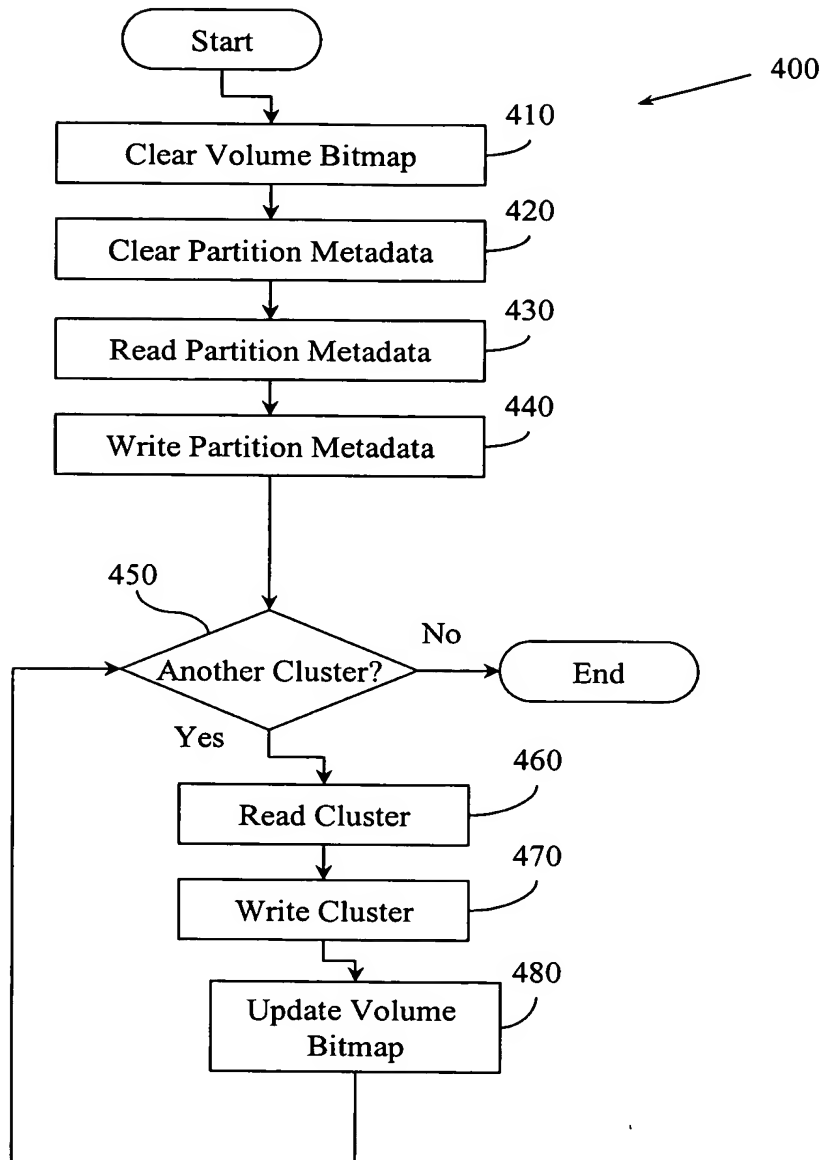 Start
400
410
Clear Volume Bitmap
420
Clear Partition Metadata
430
Read Partition Metadata
440
Write Partition Metadata
450
No
Another Cluster?
End
Yes
460
Read Cluster
470
Write Cluster
480
Update Volume
Bitmap